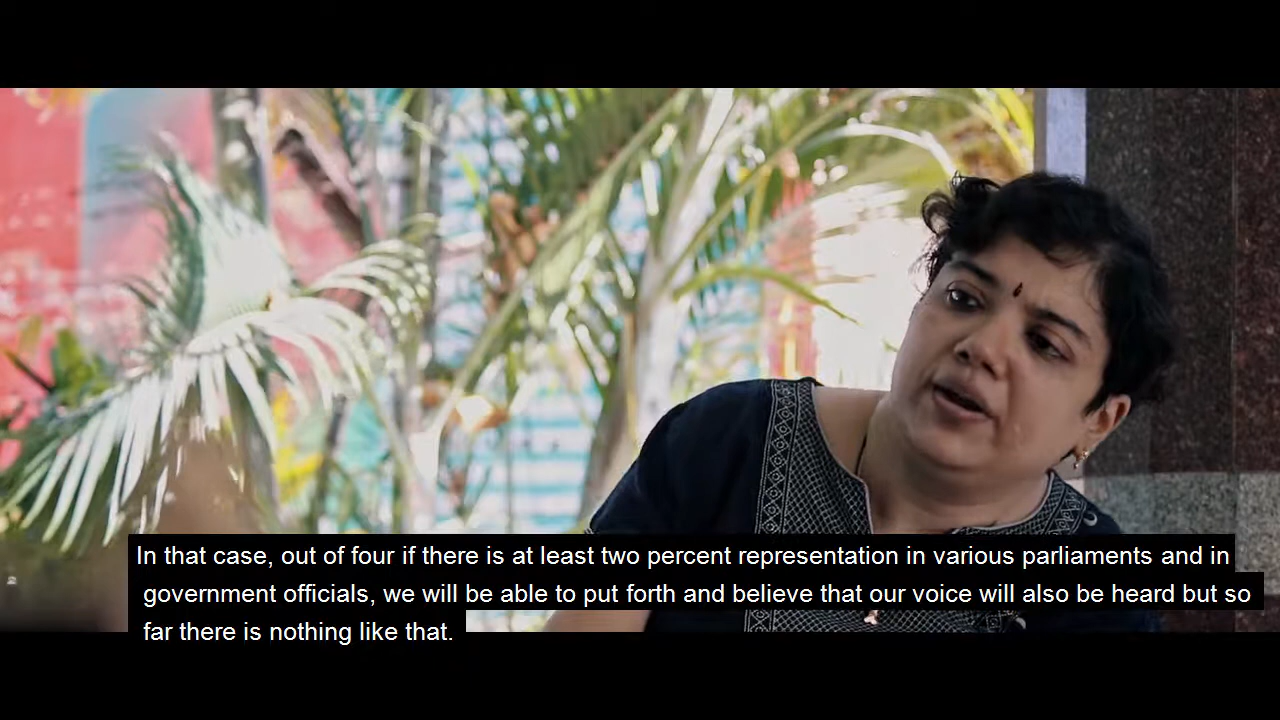 In that case, out of four if there is at least two percent representation in various parliaments and in
government officials, we will be able to put forth and believe that our voice will also be heard but so
far there is nothing like that.